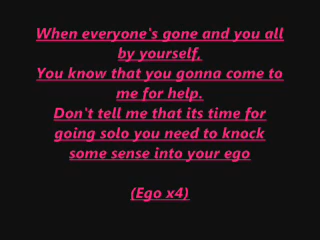 When everyone's gone and you all
by yourself,
You know that you gonna come to
me for help.
Don't tell me that its time for
going solo you need to knock
some sense into your ego
(Ego x4)